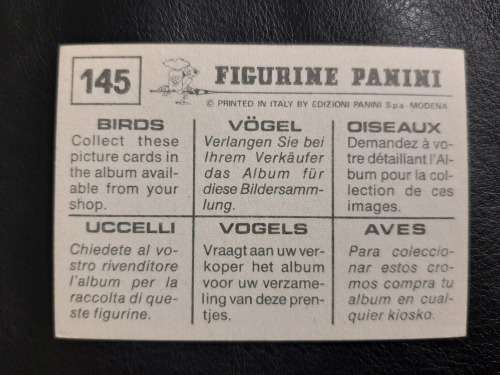 145
FIGURINE PANINI
© PRINTED IN ITALY BY EDIZIONI PANINI S.p.a - MODENA
BIRDS
Collect these
picture cards in
the album avail-
able from your
shop.
VÖGEL
Verlangen Sie bei
Ihrem Verkäufer
das Album für
diese Bildersamm-
lung.
OISEAUX
Demandez à vo-
tre détaillant l'Al-
bum pour la col-
lection de ces
images.
UCCELLI
Chiedete al vo-
stro rivenditore
l'album per la
raccolta di que-
ste figurine.
VOGELS
Vraagt aan uw ver-
koper het album
voor uw verzame-
ling van deze pren-
tjes.
AVES
Para coleccio-
nar estos cro-
mos compra tu
album en cual-
quier kiosko.